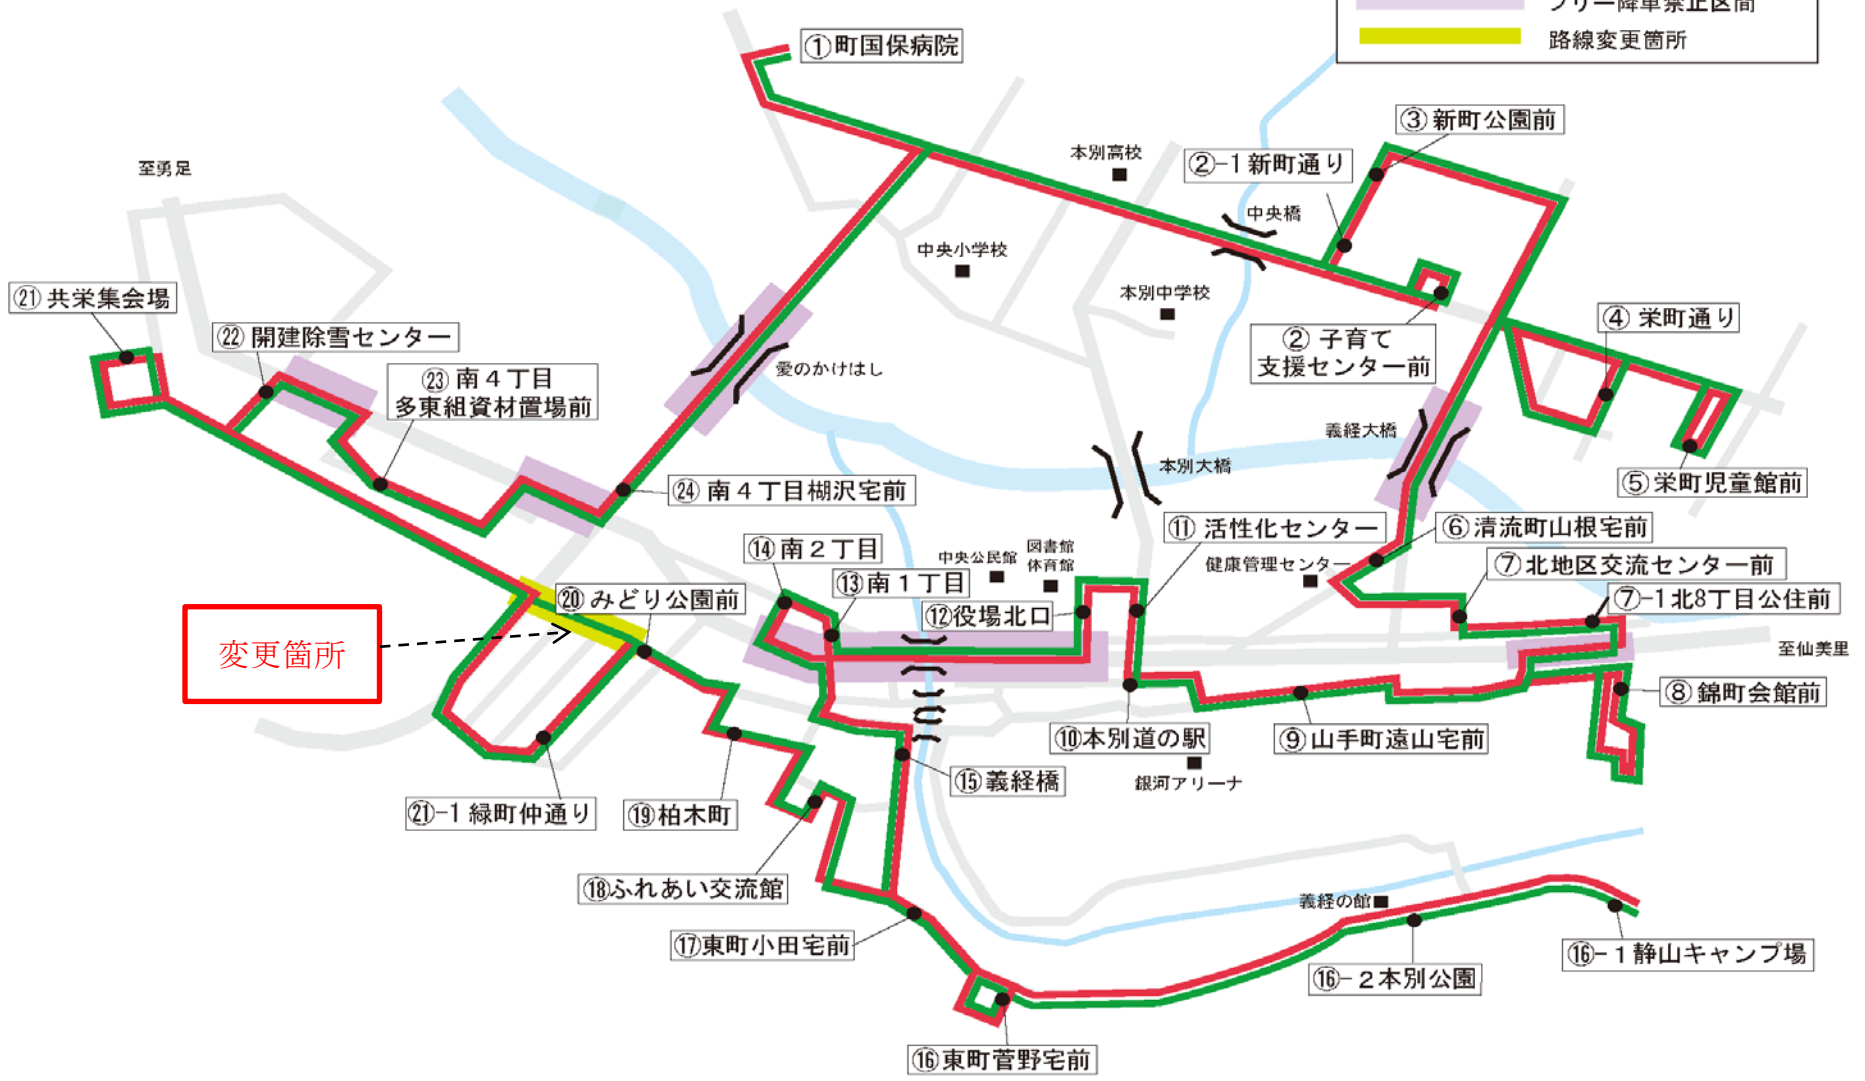 フリー降車禁止区間
路線変更箇所
①町国保病院
③新町公園前
本別高校
②-1新町通り
至勇足
中央橋
中央小学校
㉑共栄集会場
本別中学校
④栄町通り
㉒開建除雪センター
②子育て
支援センター前
㉓南4丁目
多東組資材置場前
愛のかけはし
義経大橋
本別大橋
⑤栄町児童館前
㉔南4丁目楜沢宅前
⑪活性化センター
⑥清流町山根宅前
⑭南2丁目
中央公民館
図書館
体育館
健康管理センター
⑦北地区交流センター前
⑬南1丁目
⑳みどり公園前
⑫役場北口
⑦-1北8丁目公住前
変更箇所
至仙美里
⑧錦町会館前
⑩本別道の駅
⑨山手町遠山宅前
⑮義経橋
銀河アリーナ
㉑-1緑町仲通り
⑲柏木町
⑱ふれあい交流館
義経の館
⑰東町小田宅前
⑯-1静山キャンプ場
⑯-2本別公園
⑯東町菅野宅前